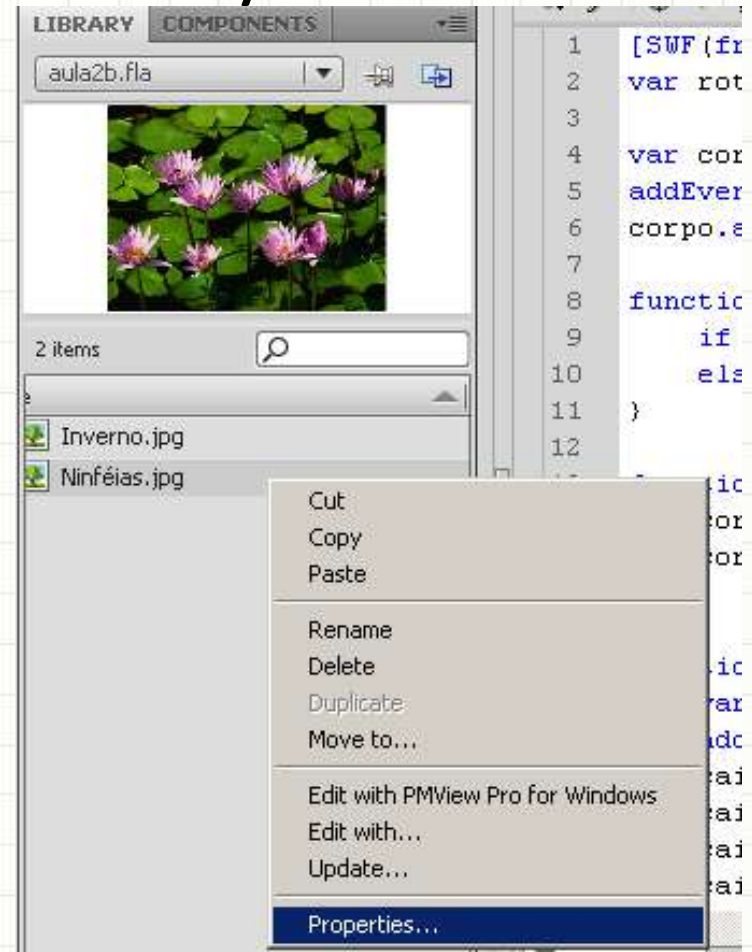 LIBRARY COMPONENTS
aula2b.fla
2 items
Inverno.jpg
Ninféias.jpg
Cut
Copy
Paste
Rename
Delete
Duplicate
Move to...
Edit with PMView Pro for Windows
Edit with...
Update...
Properties...
1 [SWF(fr
2 var rot
3
4 var cor
5 addEver
6 corpo.a
7
8 functio
9 if
10 els
11 }
12